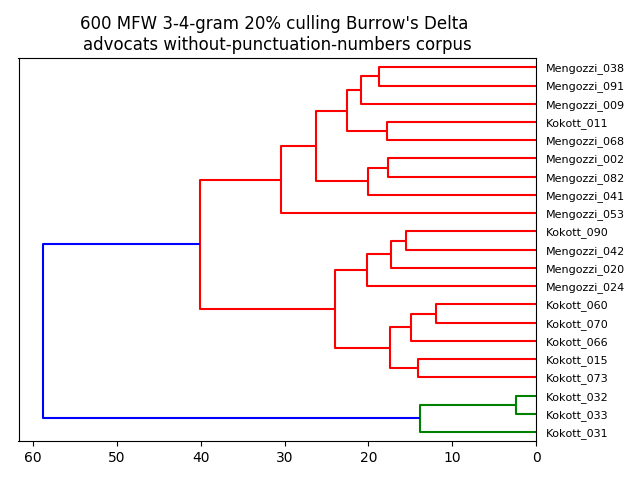 600 MFW 3-4-gram 20% culling Burrow's Delta
advocats without-punctuation-numbers corpus
Mengozzi_038
Mengozzi_091
Mengozzi_009
Kokott_011
Mengozzi_068
Mengozzi_002
Mengozzi_082
Mengozzi_041
Mengozzi_053
Kokott_090
Mengozzi_042
Mengozzi_020
Mengozzi_024
Kokott_060
Kokott_070
Kokott_066
Kokott_015
Kokott_073
Kokott_032
Kokott_033
Kokott_031
60 50 40 30 20 10 0